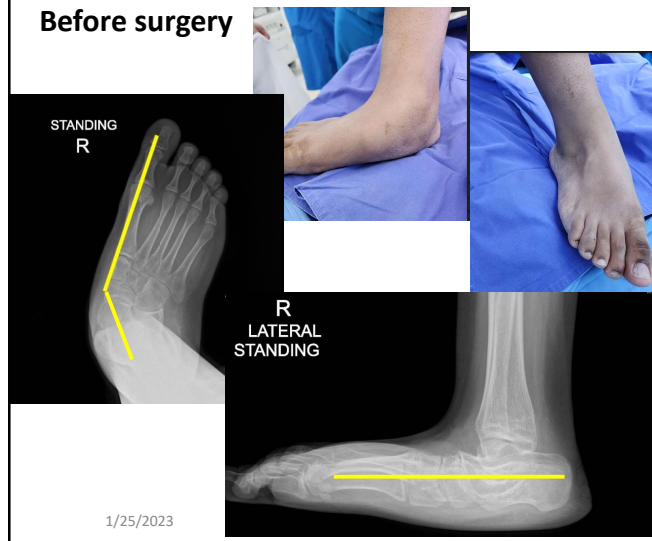 Before surgery
STANDING
R
R
LATERAL
STANDING
1/25/2023